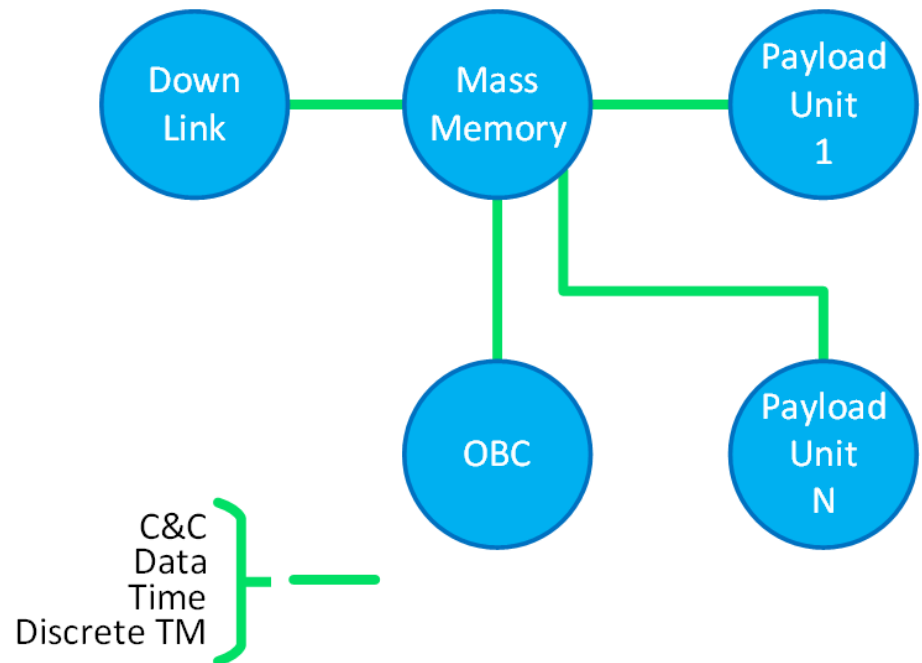 Down
Link
Mass
Memory
Payload
Unit
1
OBC
Payload
Unit
N
C&C
Data
Time
Discrete TM